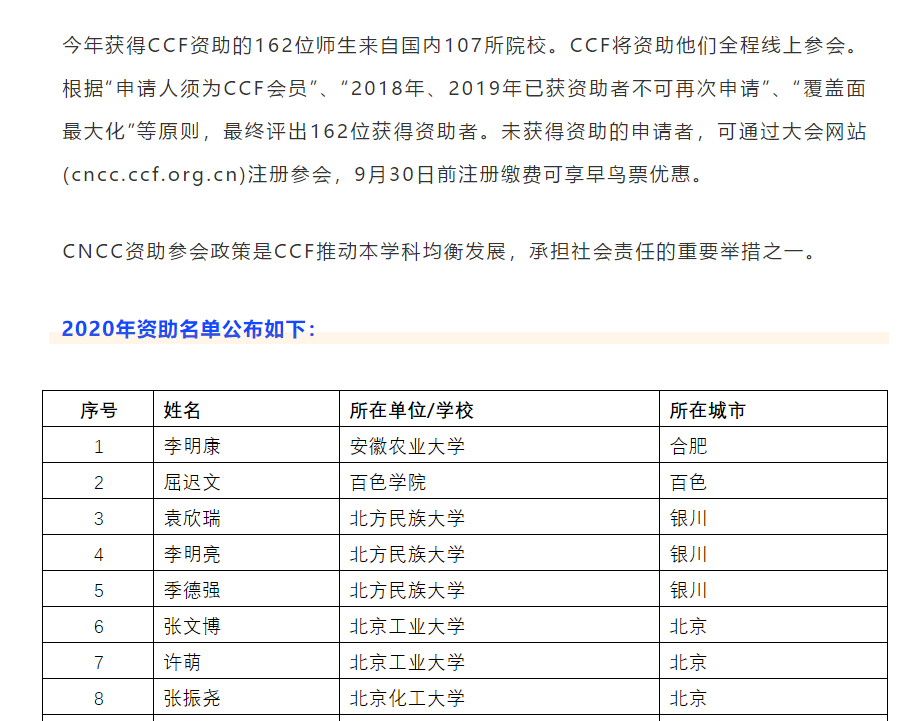 今年获得CCF资助的162位师生来自国内107所院校。CCF将资助他们全程线上参会。
根据“申请人须为CCF会员”、“2018年、2019年已获资助者不可再次申请”、“覆盖面
最大化”等原则，最终评出162位获得资助者。未获得资助的申请者，可通过大会网站
(cncc.ccf.org.cn)注册参会，9月30日前注册缴费可享早鸟票优惠。
CNCC资助参会政策是CCF推动本学科均衡发展，承担社会责任的重要举措之一。
2020年资助名单公布如下：
序号 姓名 所在单位/学校 所在城市
1 李明康 安徽农业大学 合肥
2 屈迟文 百色学院 百色
3 袁欣瑞 北方民族大学 银川
4 李明亮 北方民族大学 银川
5 季德强 北方民族大学 银川
6 张文博 北京工业大学 北京
7 许萌 北京工业大学 北京
8 张振尧 北京化工大学 北京